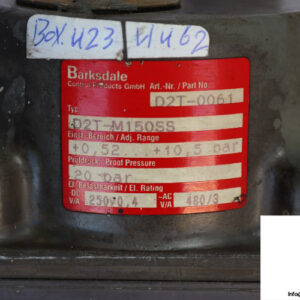 Box 423
4462
Barksdale
Control Products GmbH Art.-Nr. / Part No
D2T-0061
Typ
D2T-M150SS
Einst.-Bereich / Adj. Range
+0,52... +10,5 bar
Prüfdruck Proof Pressure
20 bar
El. Belastbarkeit / El. Rating
-DC V/A 250/0,4 ~AC V/A 480/3
Info